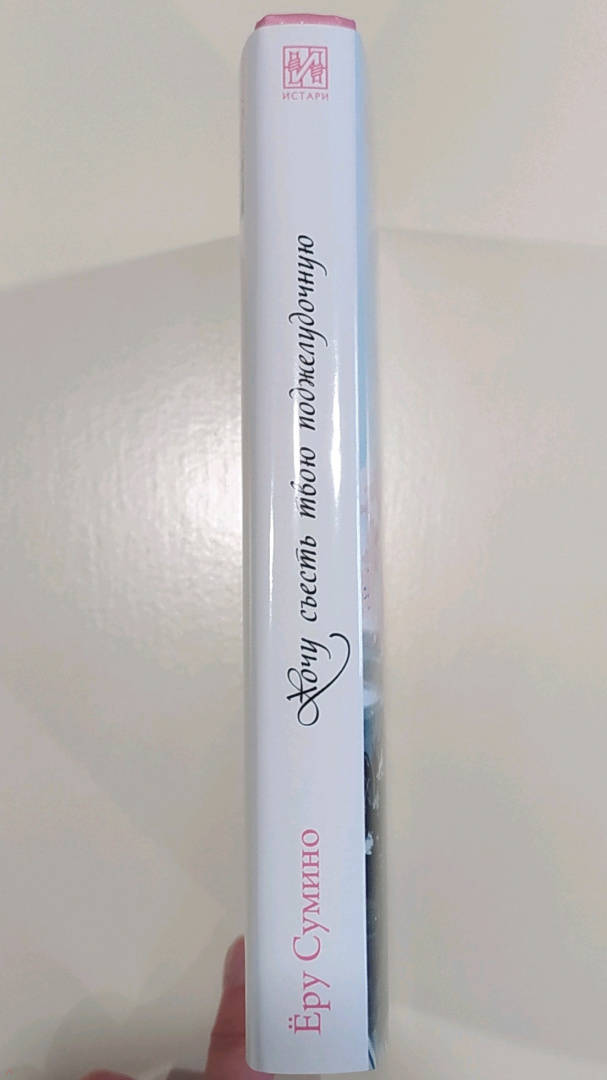 ИСТАРИ
Хочу съесть твою поджелудочную
Ёру Сумино